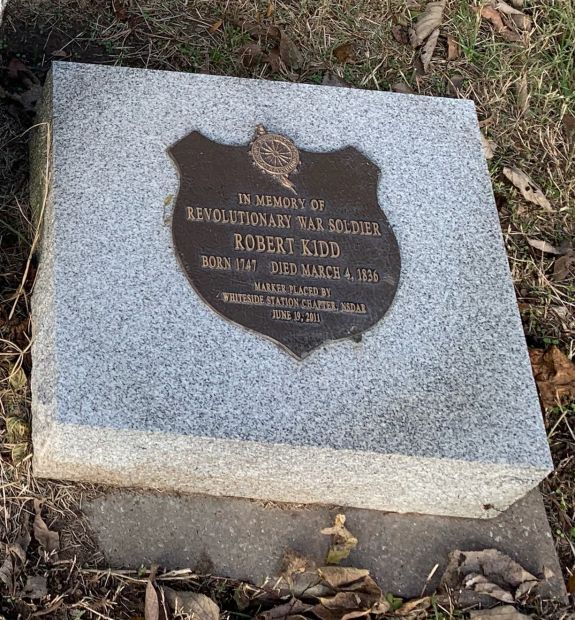 IN MEMORY OF
REVOLUTIONARY WAR SOLDIER
ROBERT KIDD
BORN 1747 DIED MARCH 4, 1836
MARKER PLACED BY
WHITESIDE STATION CHAPTER, NSDAR
JUNE 19, 2011